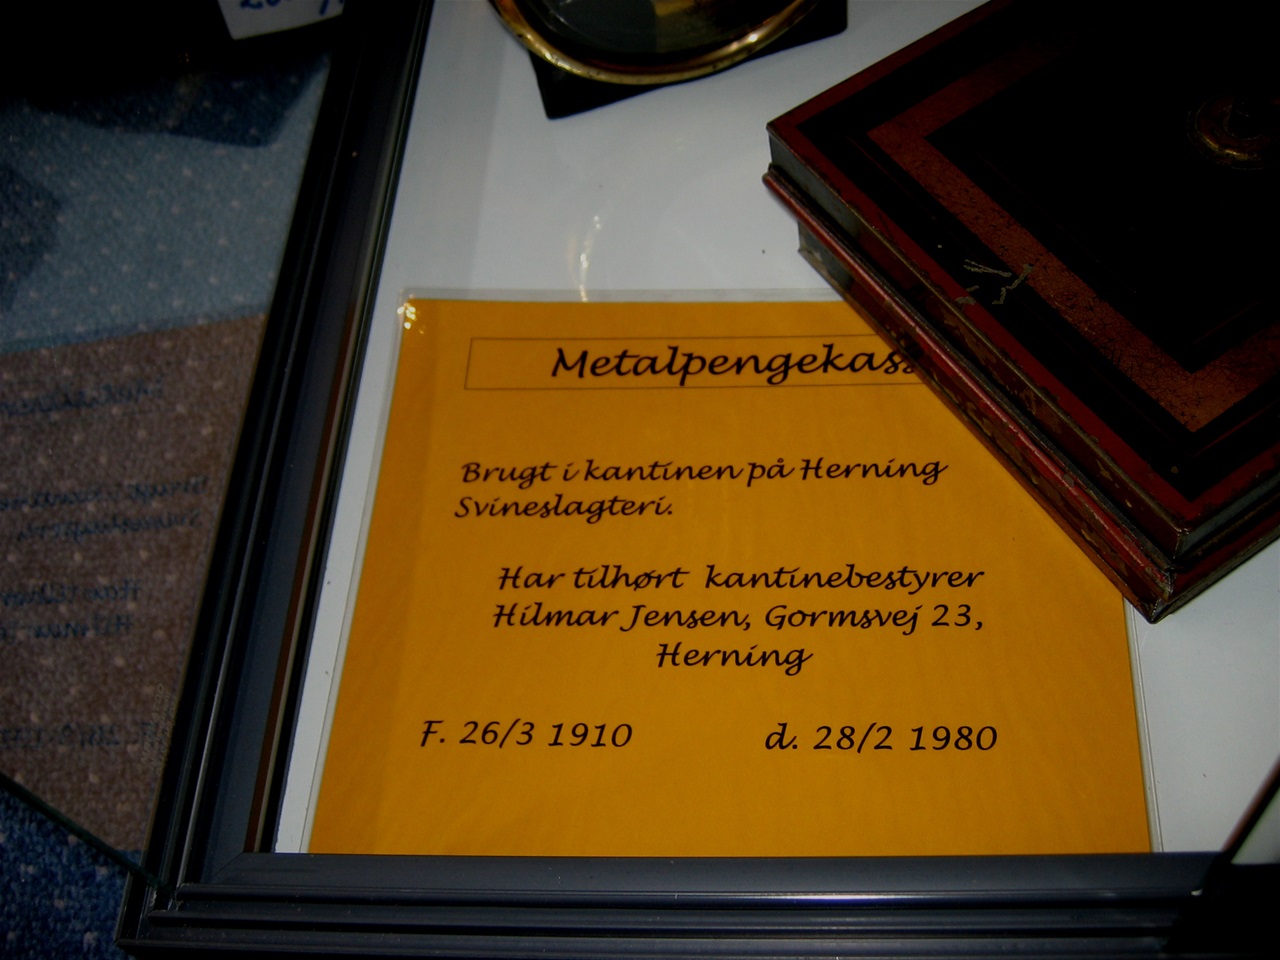 Metalpengekass
Brugt i kantinen på Herning
Svineslagteri.
Har tilhørt kantinebestyrer
Hilmar Jensen, Gormsvej 23,
Herning
F. 26/3 1910 d. 28/2 1980